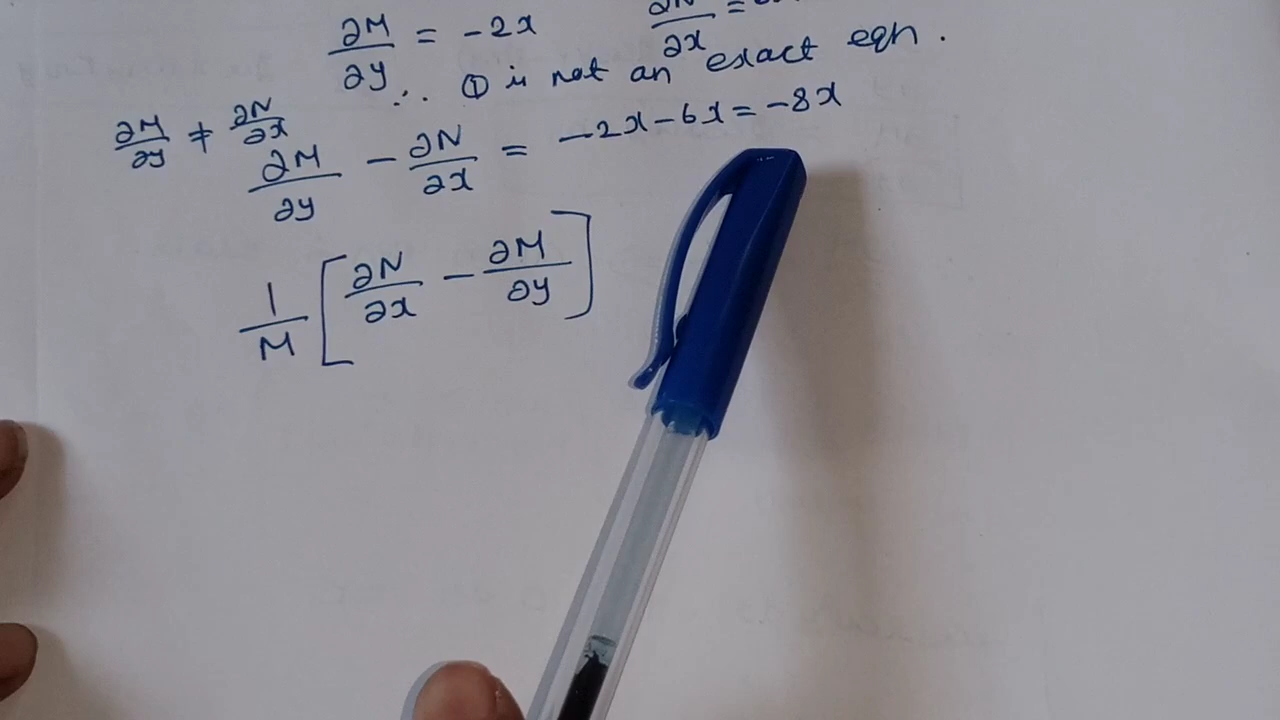 ∂M/∂y = -2x ∂N/∂x =
∴ ① is not an exact eqn.
∂M/∂y ≠ ∂N/∂x
∂M/∂y - ∂N/∂x = -2x-6x = -8x
1/M [∂N/∂x - ∂M/∂y]